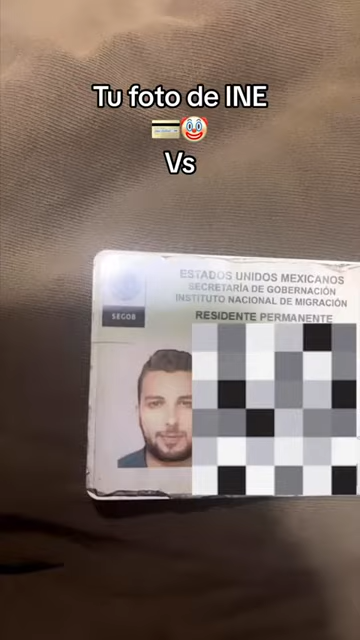 Tu foto de INE
💳🤡
Vs
ESTADOS UNIDOS MEXICANOS
SECRETARÍA DE GOBERNACIÓN
INSTITUTO NACIONAL DE MIGRACIÓN
SEGOB
RESIDENTE PERMANENTE